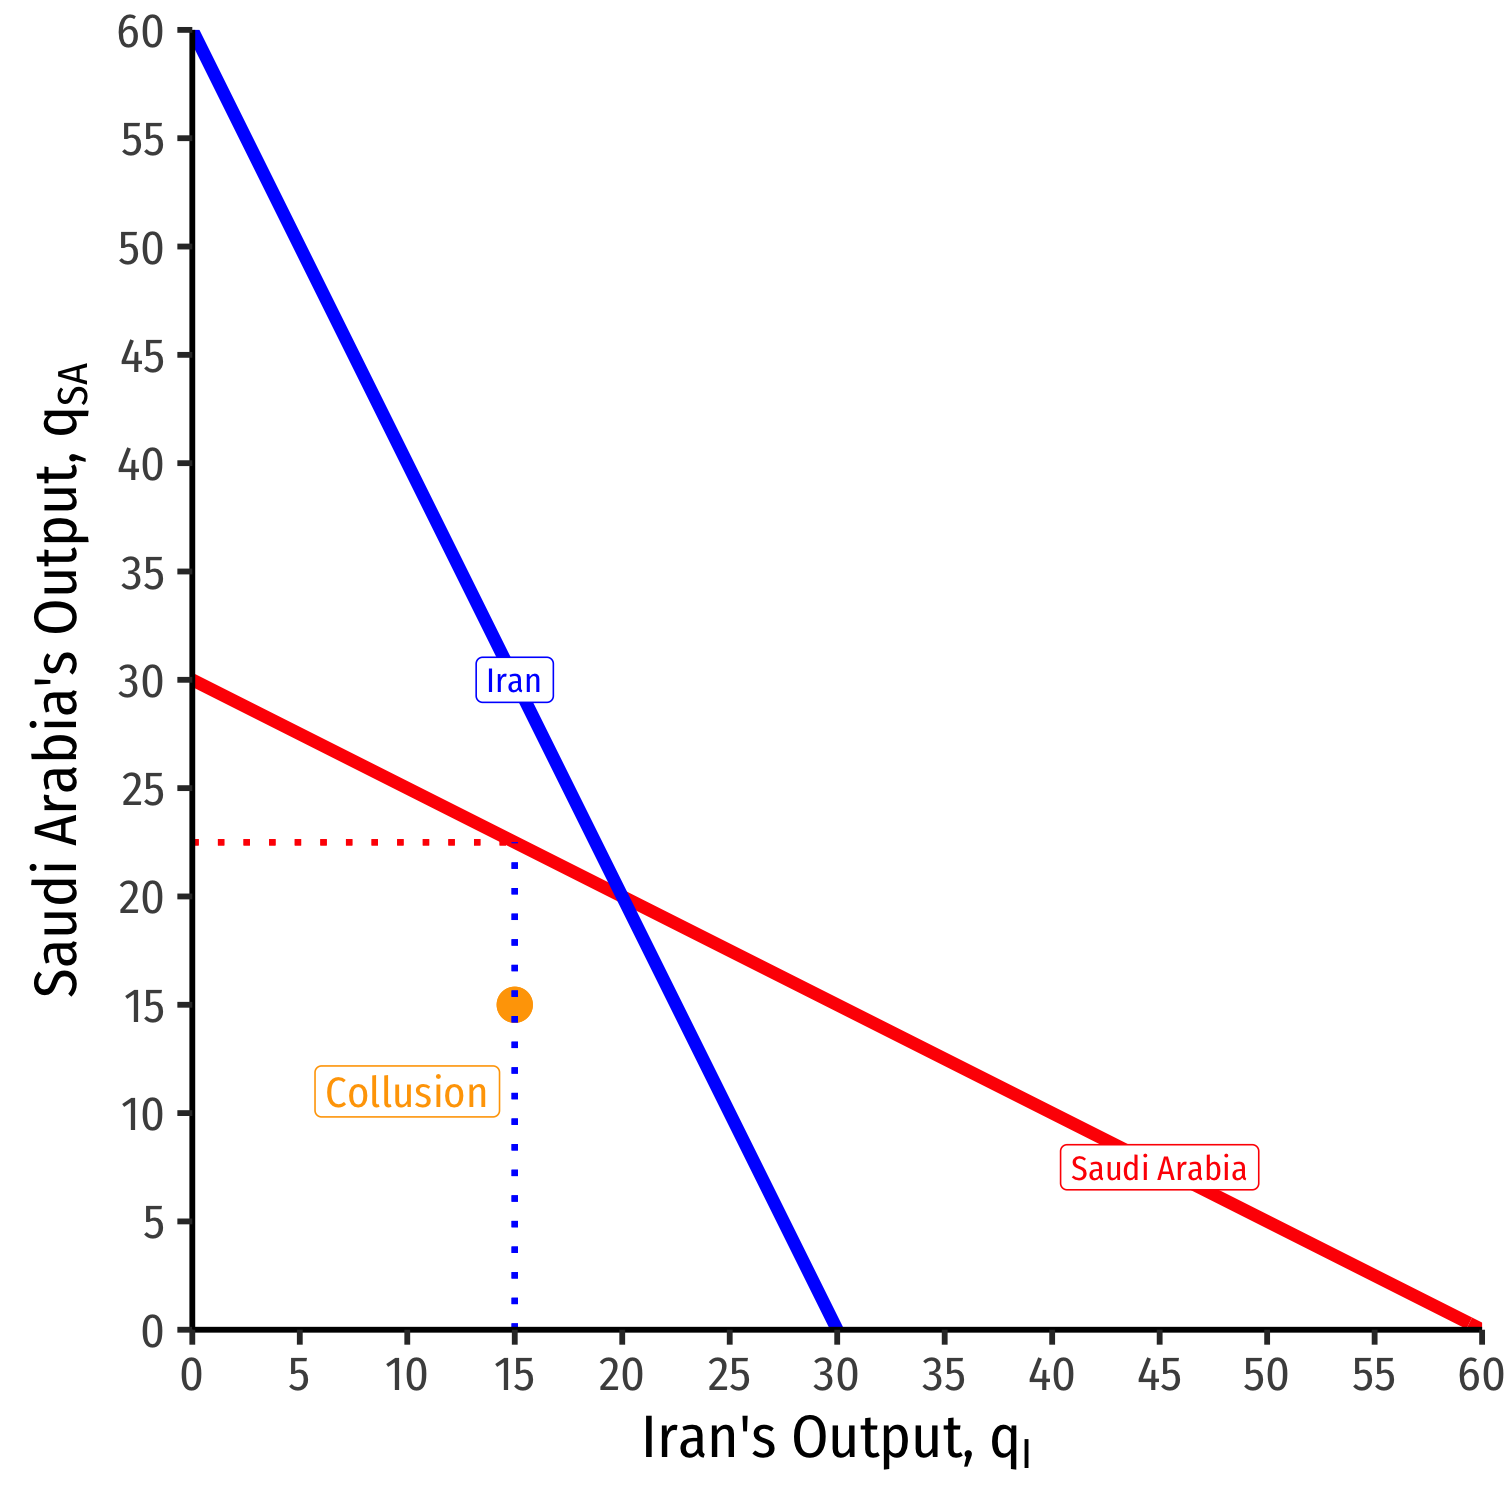 60
55
50
45
40
35
30
25
20
15
10
5
0
Saudi Arabia's Output, qSA
Iran
Collusion
Saudi Arabia
0 5 10 15 20 25 30 35 40 45 50 55 60
Iran's Output, qI